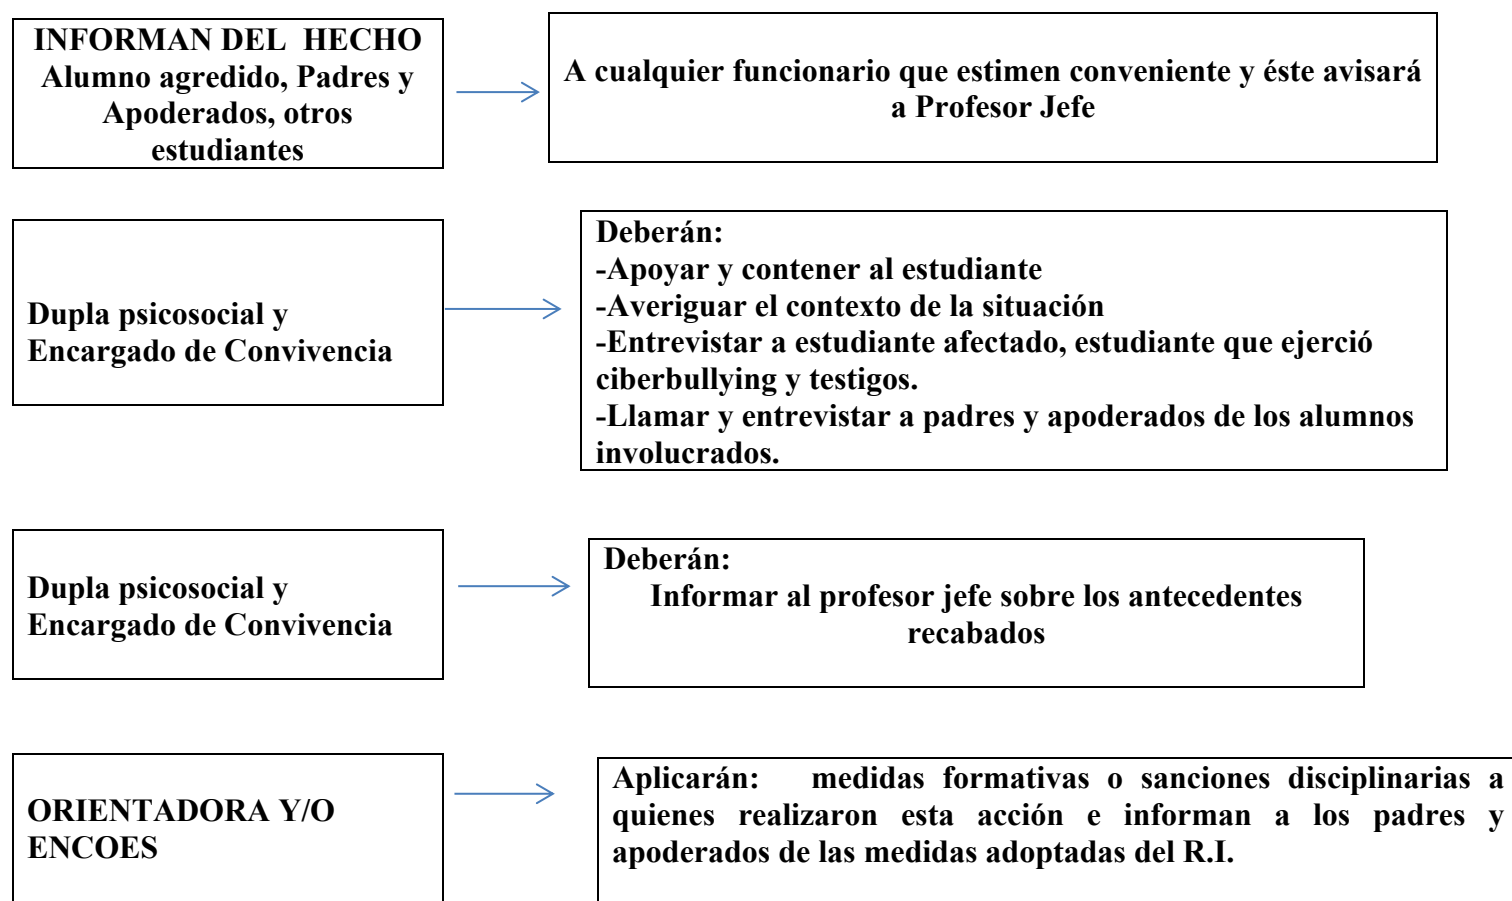 INFORMAN DEL HECHO
Alumno agredido, Padres y
Apoderados, otros
estudiantes
A cualquier funcionario que estimen conveniente y éste avisará
a Profesor Jefe
Dupla psicosocial y
Encargado de Convivencia
Deberán:
-Apoyar y contener al estudiante
-Averiguar el contexto de la situación
-Entrevistar a estudiante afectado, estudiante que ejerció
ciberbullying y testigos.
-Llamar y entrevistar a padres y apoderados de los alumnos
involucrados.
Dupla psicosocial y
Encargado de Convivencia
Deberán:
Informar al profesor jefe sobre los antecedentes
recabados
ORIENTADORA Y/O
ENCOES
Aplicarán: medidas formativas o sanciones disciplinarias a
quienes realizaron esta acción e informan a los padres y
apoderados de las medidas adoptadas del R.I.